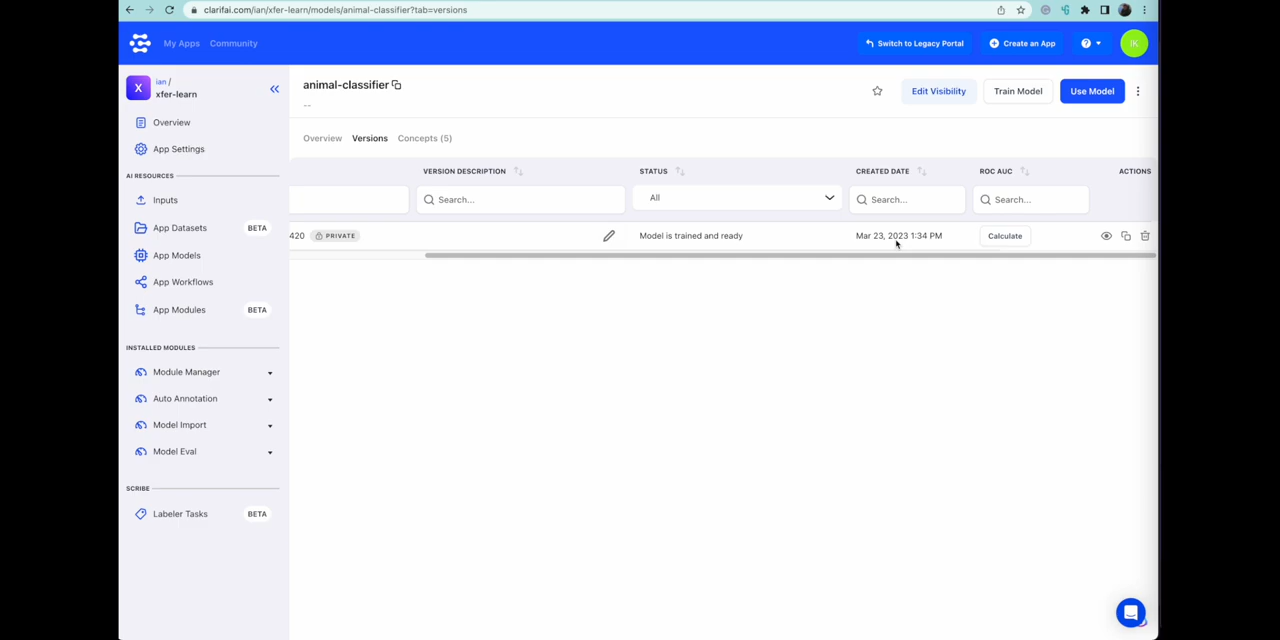 clarifai.com/ian/xfer-learn/models/animal-classifier?tab=versions
My Apps Community
Switch to Legacy Portal
Create an App
IK
X
ian /
xfer-learn
Overview
App Settings
AI RESOURCES
Inputs
App Datasets BETA
App Models
App Workflows
App Modules BETA
INSTALLED MODULES
Module Manager
Auto Annotation
Model Import
Model Eval
SCRIBE
Labeler Tasks BETA
animal-classifier
--
Edit Visibility
Train Model
Use Model
Overview Versions Concepts (5)
VERSION DESCRIPTION STATUS CREATED DATE ROC AUC ACTIONS
Search... All Search... Search...
420 PRIVATE Model is trained and ready Mar 23, 2023 1:34 PM Calculate